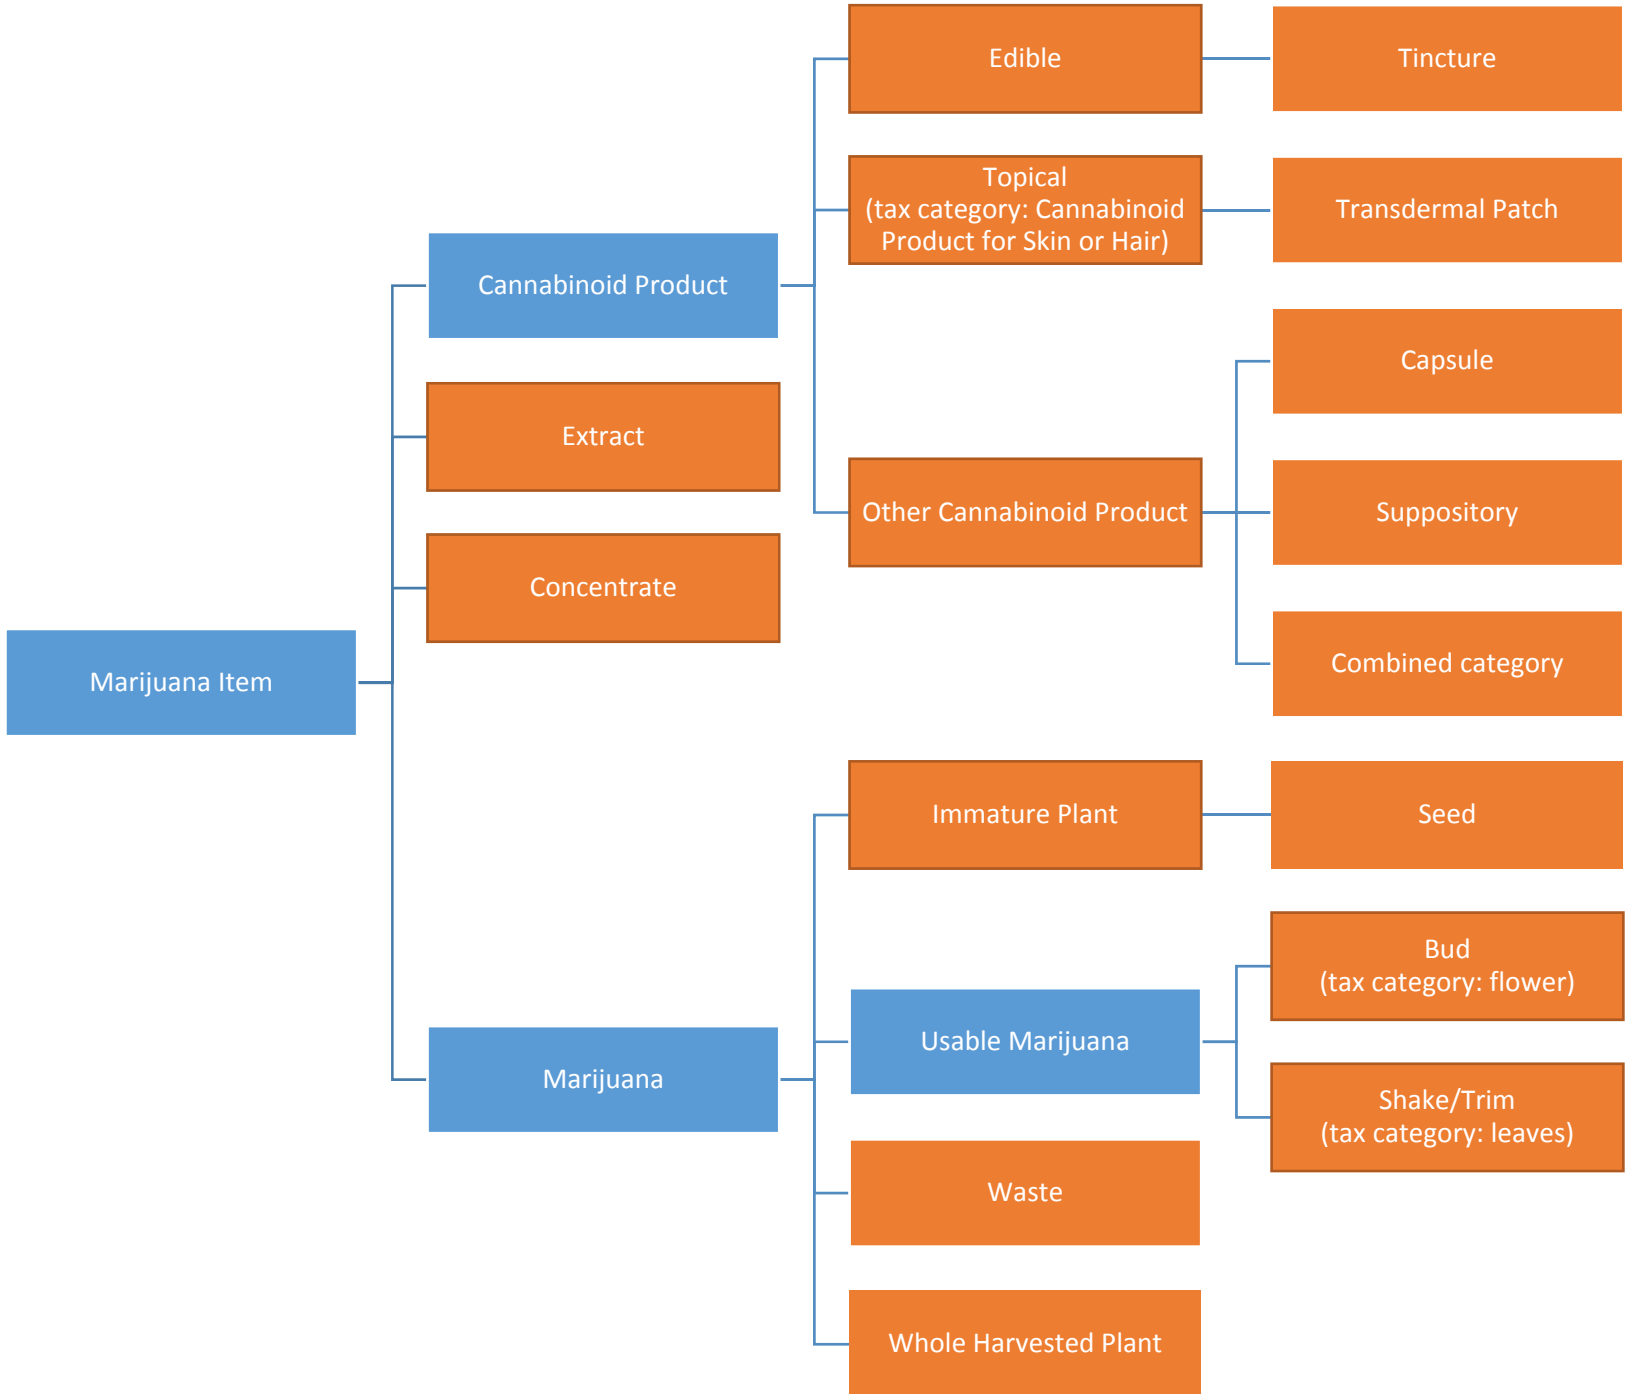 Edible
Tincture
Topical
(tax category: Cannabinoid
Product for Skin or Hair)
Transdermal Patch
Cannabinoid Product
Capsule
Extract
Other Cannabinoid Product
Suppository
Concentrate
Combined category
Marijuana Item
Immature Plant
Seed
Bud
(tax category: flower)
Usable Marijuana
Marijuana
Shake/Trim
(tax category: leaves)
Waste
Whole Harvested Plant